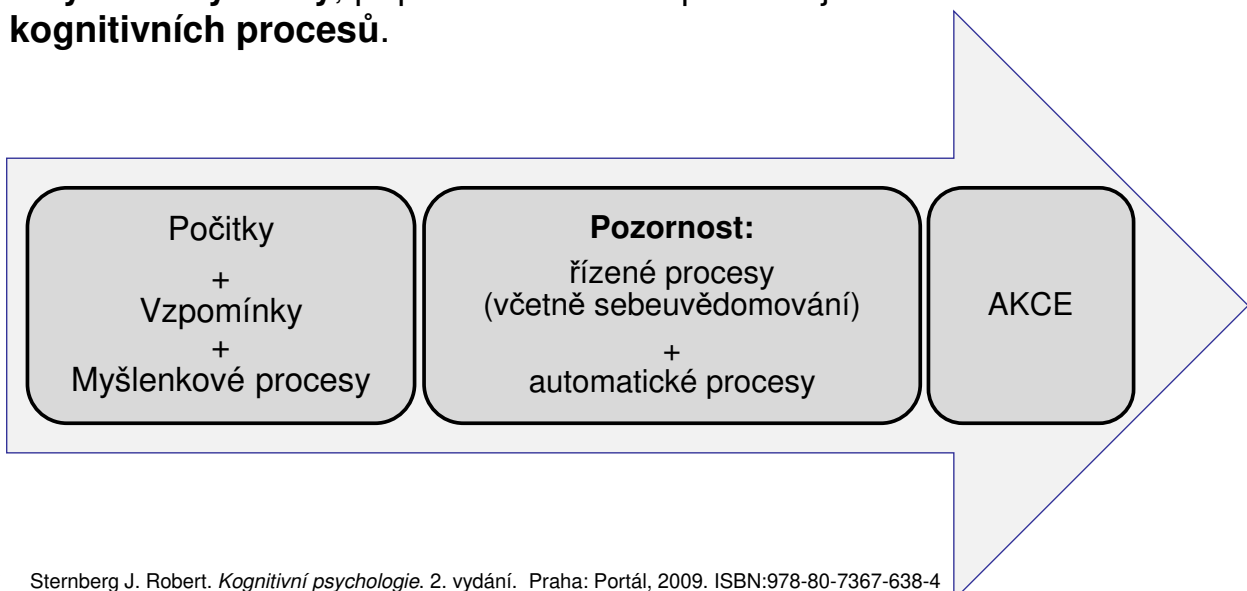 kognitivních procesů.
Počitky
+
Vzpomínky
+
Myšlenkové procesy
Pozornost:
řízené procesy
(včetně sebeuvědomování)
+
automatické procesy
AKCE
Sternberg J. Robert. Kognitivní psychologie. 2. vydání. Praha: Portál, 2009. ISBN:978-80-7367-638-4